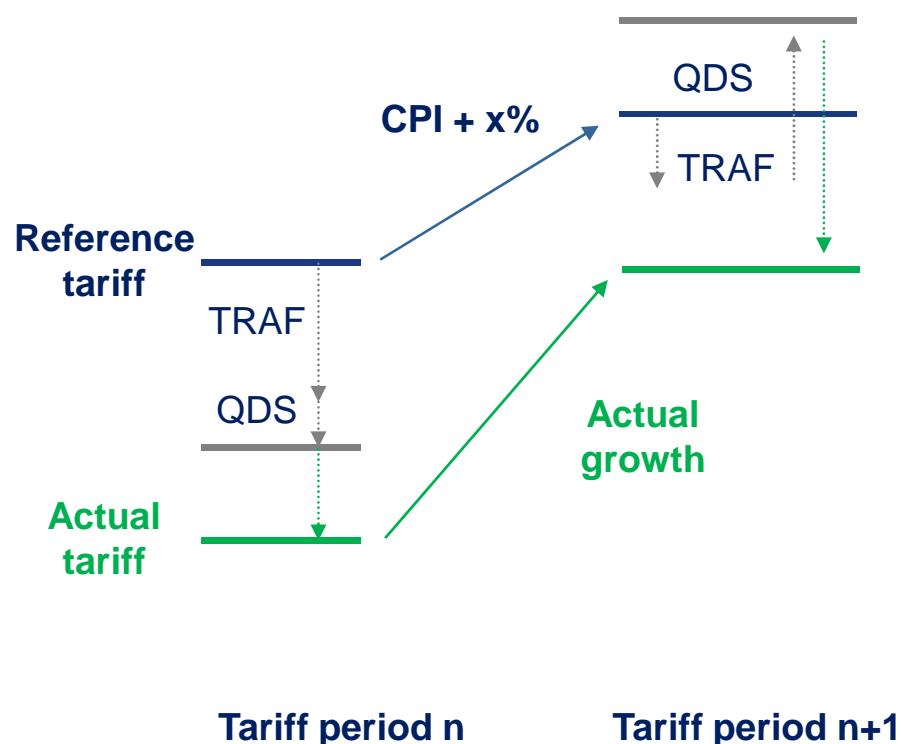 QDS
CPI + x%
TRAF
Reference
tariff
TRAF
QDS
Actual
growth
Actual
tariff
Tariff period n
Tariff period n+1